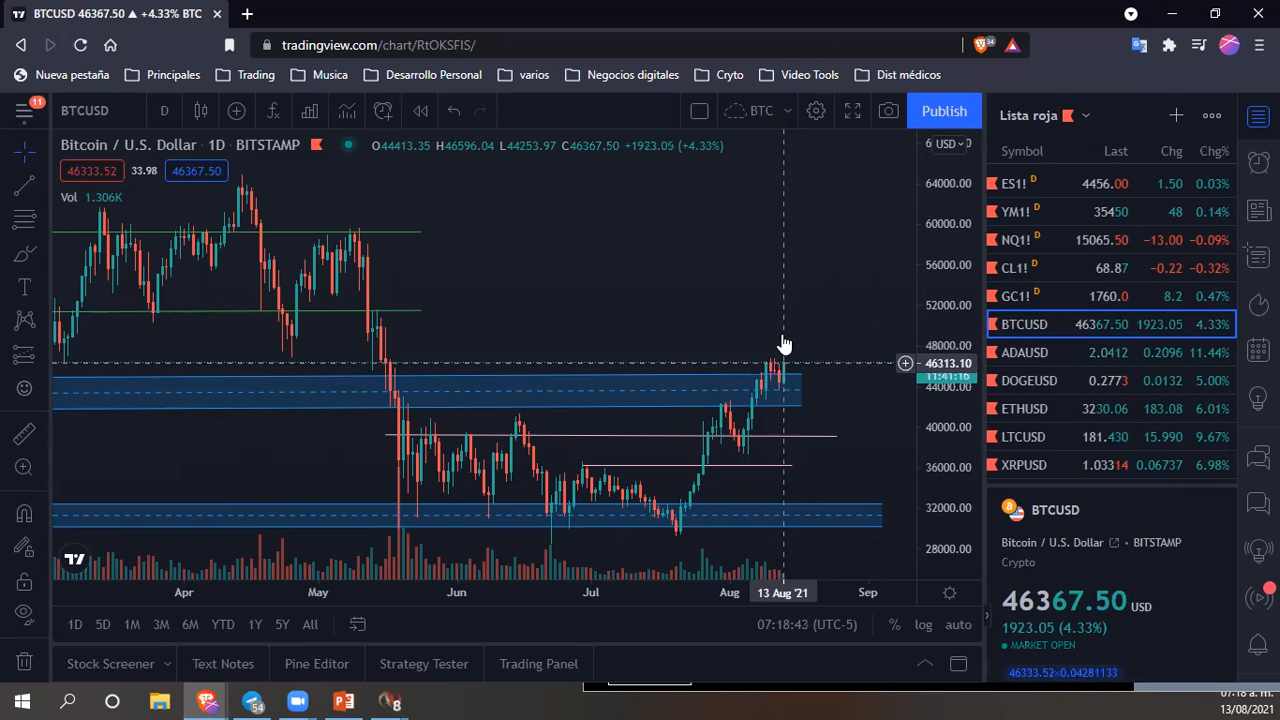 BTCUSD 46367.50 ▲ +4.33% BTC
tradingview.com/chart/RtOKSFIS/
34
Nueva pestaña Principales Trading Musica Desarrollo Personal varios Negocios digitales Cryto Video Tools Dist médicos
11
BTCUSD D BTC Publish
Bitcoin / U.S. Dollar · 1D · BITSTAMP O44413.35 H46596.04 L44253.97 C46367.50 +1923.05 (+4.33%)
46333.52 33.98 46367.50
Vol 1.306K
USD
64000.00
60000.00
56000.00
52000.00
48000.00
46313.10
11:41:16
44000.00
40000.00
36000.00
32000.00
28000.00
Apr May Jun Jul Aug 13 Aug '21 Sep
1D 5D 1M 3M 6M YTD 1Y 5Y All 07:18:43 (UTC-5) % log auto
Stock Screener Text Notes Pine Editor Strategy Tester Trading Panel
Lista roja
Symbol Last Chg Chg%
ES1! D 4456.00 1.50 0.03%
YM1! D 35450 48 0.14%
NQ1! D 15065.50 -13.00 -0.09%
CL1! D 68.87 -0.22 -0.32%
GC1! D 1760.0 8.2 0.47%
BTCUSD 46367.50 1923.05 4.33%
ADAUSD 2.0412 0.2096 11.44%
DOGEUSD 0.2773 0.0132 5.00%
ETHUSD 3230.06 183.08 6.01%
LTCUSD 181.430 15.990 9.67%
XRPUSD 1.03314 0.06737 6.98%
BTCUSD
Bitcoin / U.S. Dollar · BITSTAMP
Crypto
46367.50 USD
1923.05 (4.33%)
MARKET OPEN
46333.52×0.04281133
54
8
07:18 a. m.
13/08/2021